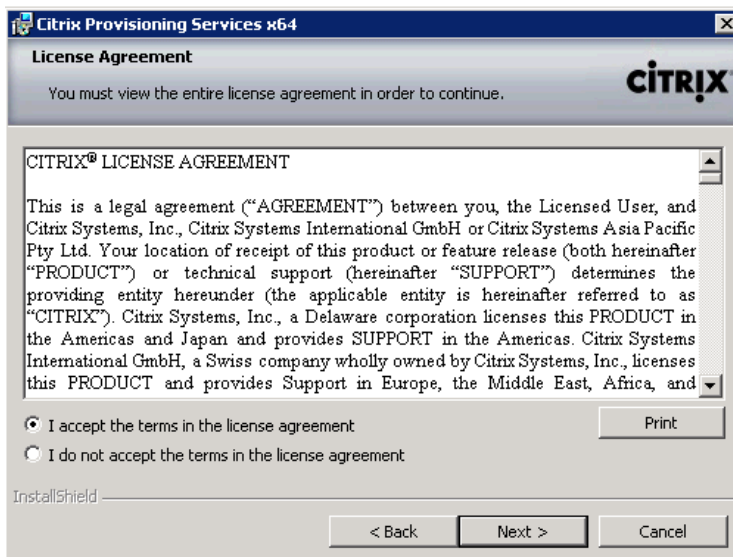 Citrix Provisioning Services x64
License Agreement
You must view the entire license agreement in order to continue.
CITRIX
CITRIX® LICENSE AGREEMENT
This is a legal agreement (“AGREEMENT”) between you, the Licensed User, and
Citrix Systems, Inc., Citrix Systems International GmbH or Citrix Systems Asia Pacific
Pty Ltd. Your location of receipt of this product or feature release (both hereinafter
“PRODUCT”) or technical support (hereinafter “SUPPORT”) determines the
providing entity hereunder (the applicable entity is hereinafter referred to as
“CITRIX”). Citrix Systems, Inc., a Delaware corporation licenses this PRODUCT in
the Americas and Japan and provides SUPPORT in the Americas. Citrix Systems
International GmbH, a Swiss company wholly owned by Citrix Systems, Inc., licenses
this PRODUCT and provides Support in Europe, the Middle East, Africa, and
I accept the terms in the license agreement
Print
I do not accept the terms in the license agreement
InstallShield
< Back
Next >
Cancel